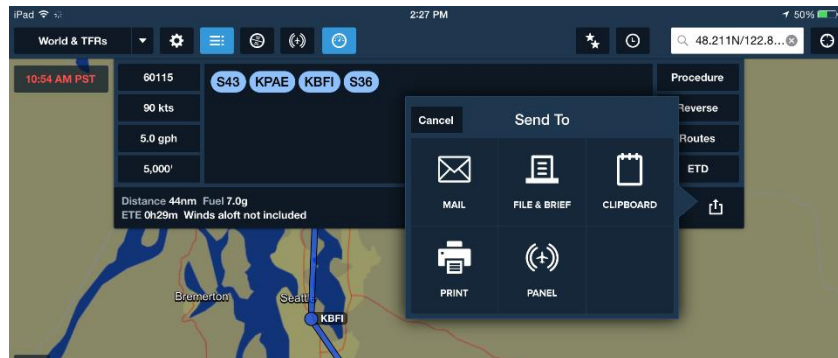 iPad 2:27 PM 50%
World & TFRs 48.211N/122.8...
10:54 AM PST 60115 S43 KPAE KBFI S36 Procedure
90 kts Reverse
Cancel Send To
5.0 gph Routes
5,000' ETD
MAIL FILE & BRIEF CLIPBOARD
Distance 44nm Fuel 7.0g
ETE 0h29m Winds aloft not included
PRINT PANEL
Bremerton
KBFI